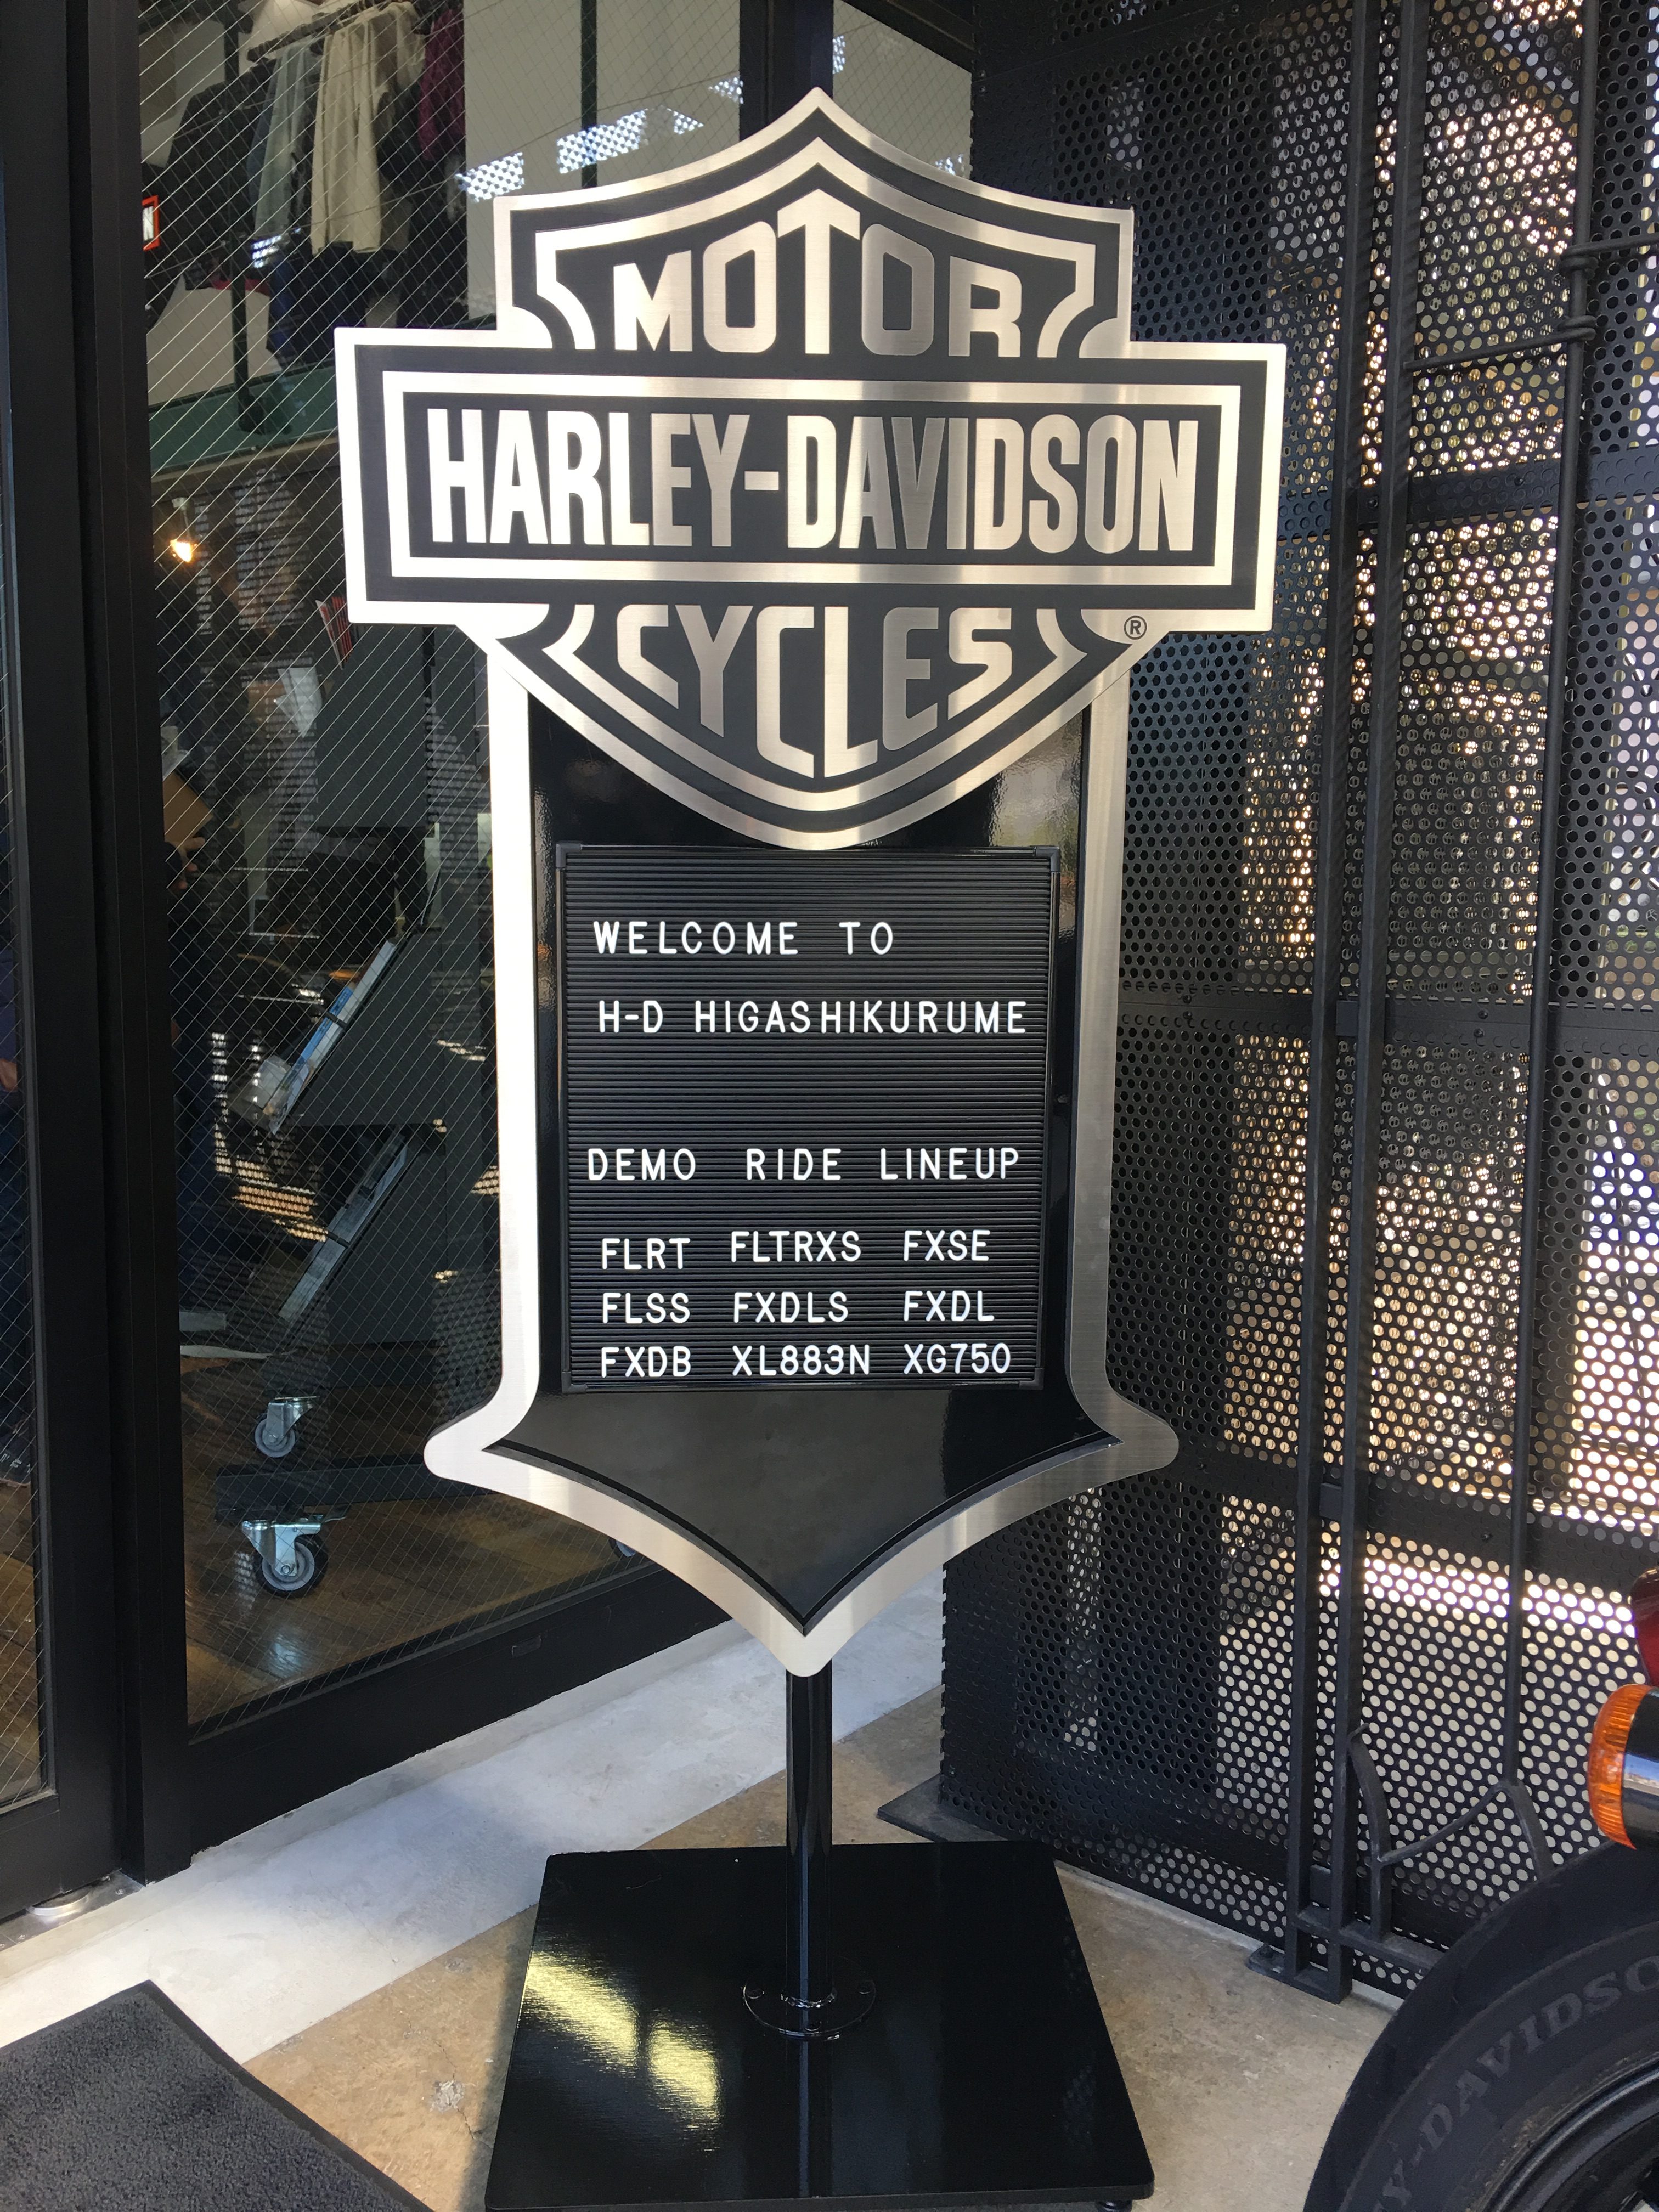 MOTOR
HARLEY-DAVIDSON
CYCLES
®
WELCOME TO
H-D HIGASHIKURUME
DEMO RIDE LINEUP
FLRT FLTRXS FXSE
FLSS FXDLS FXDL
FXDB XL883N XG750
Y-DAVIDSO